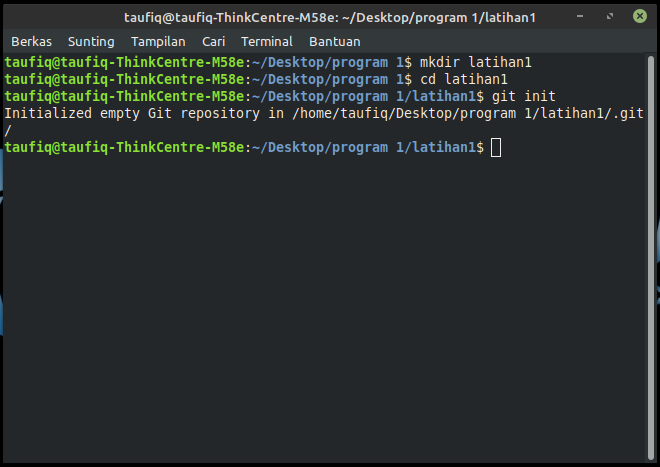 taufiq@taufiq-ThinkCentre-M58e: ~/Desktop/program 1/latihan1
Berkas Sunting Tampilan Cari Terminal Bantuan
taufiq@taufiq-ThinkCentre-M58e:~/Desktop/program 1$ mkdir latihan1
taufiq@taufiq-ThinkCentre-M58e:~/Desktop/program 1$ cd latihan1
taufiq@taufiq-ThinkCentre-M58e:~/Desktop/program 1/latihan1$ git init
Initialized empty Git repository in /home/taufiq/Desktop/program 1/latihan1/.git
/
taufiq@taufiq-ThinkCentre-M58e:~/Desktop/program 1/latihan1$